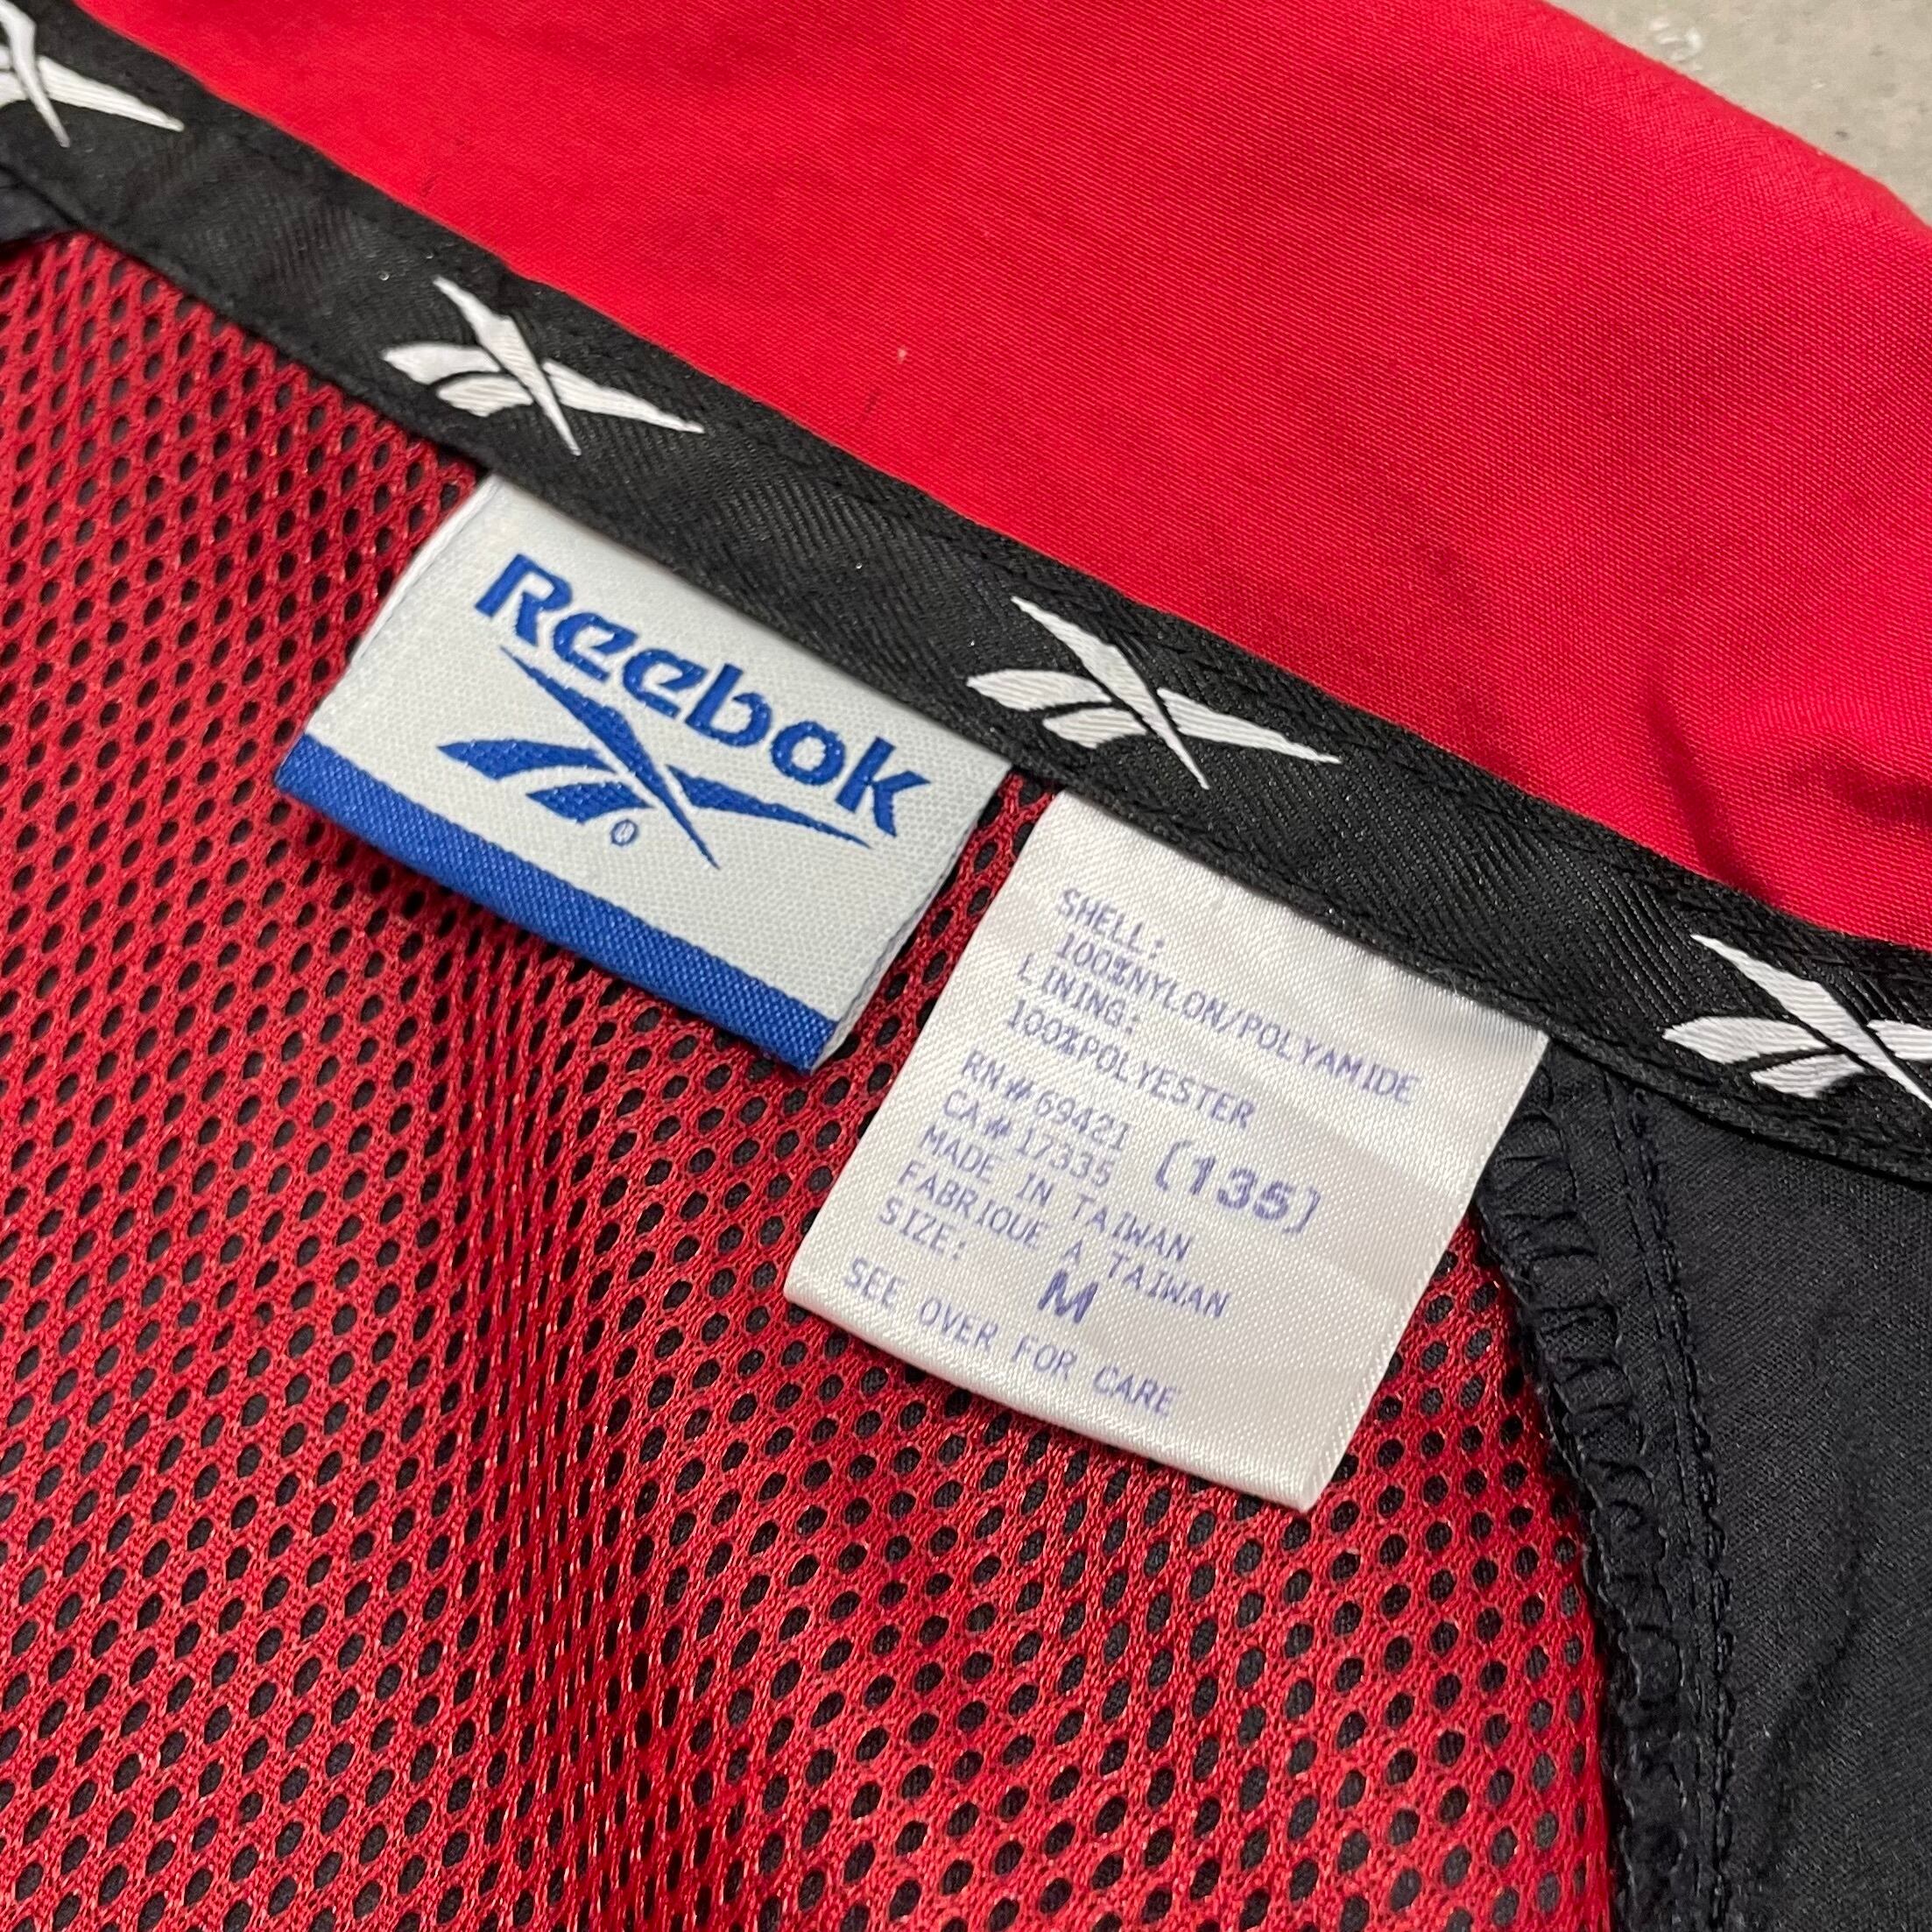 Reebok
®
SHELL:
100%NYLON/POLYAMIDE
LINING:
100%POLYESTER
RN#69421
CA#17335 [135]
MADE IN TAIWAN
FABRIQUE A TAIWAN
SIZE: M
SEE OVER FOR CARE